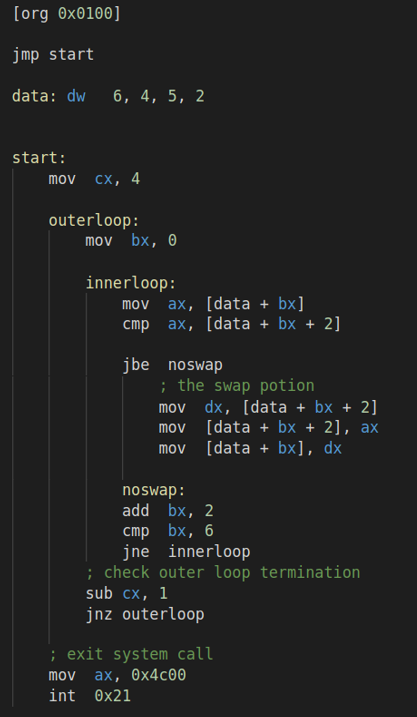 [org 0x0100]
jmp start
data: dw   6, 4, 5, 2
start:
    mov  cx, 4
    outerloop:
        mov  bx, 0
        innerloop:
            mov  ax, [data + bx]
            cmp  ax, [data + bx + 2]
            jbe  noswap
                ; the swap potion
                mov  dx, [data + bx + 2]
                mov  [data + bx + 2], ax
                mov  [data + bx], dx
            noswap:
            add  bx, 2
            cmp  bx, 6
            jne  innerloop
        ; check outer loop termination
        sub cx, 1
        jnz outerloop
    ; exit system call
    mov  ax, 0x4c00
    int  0x21